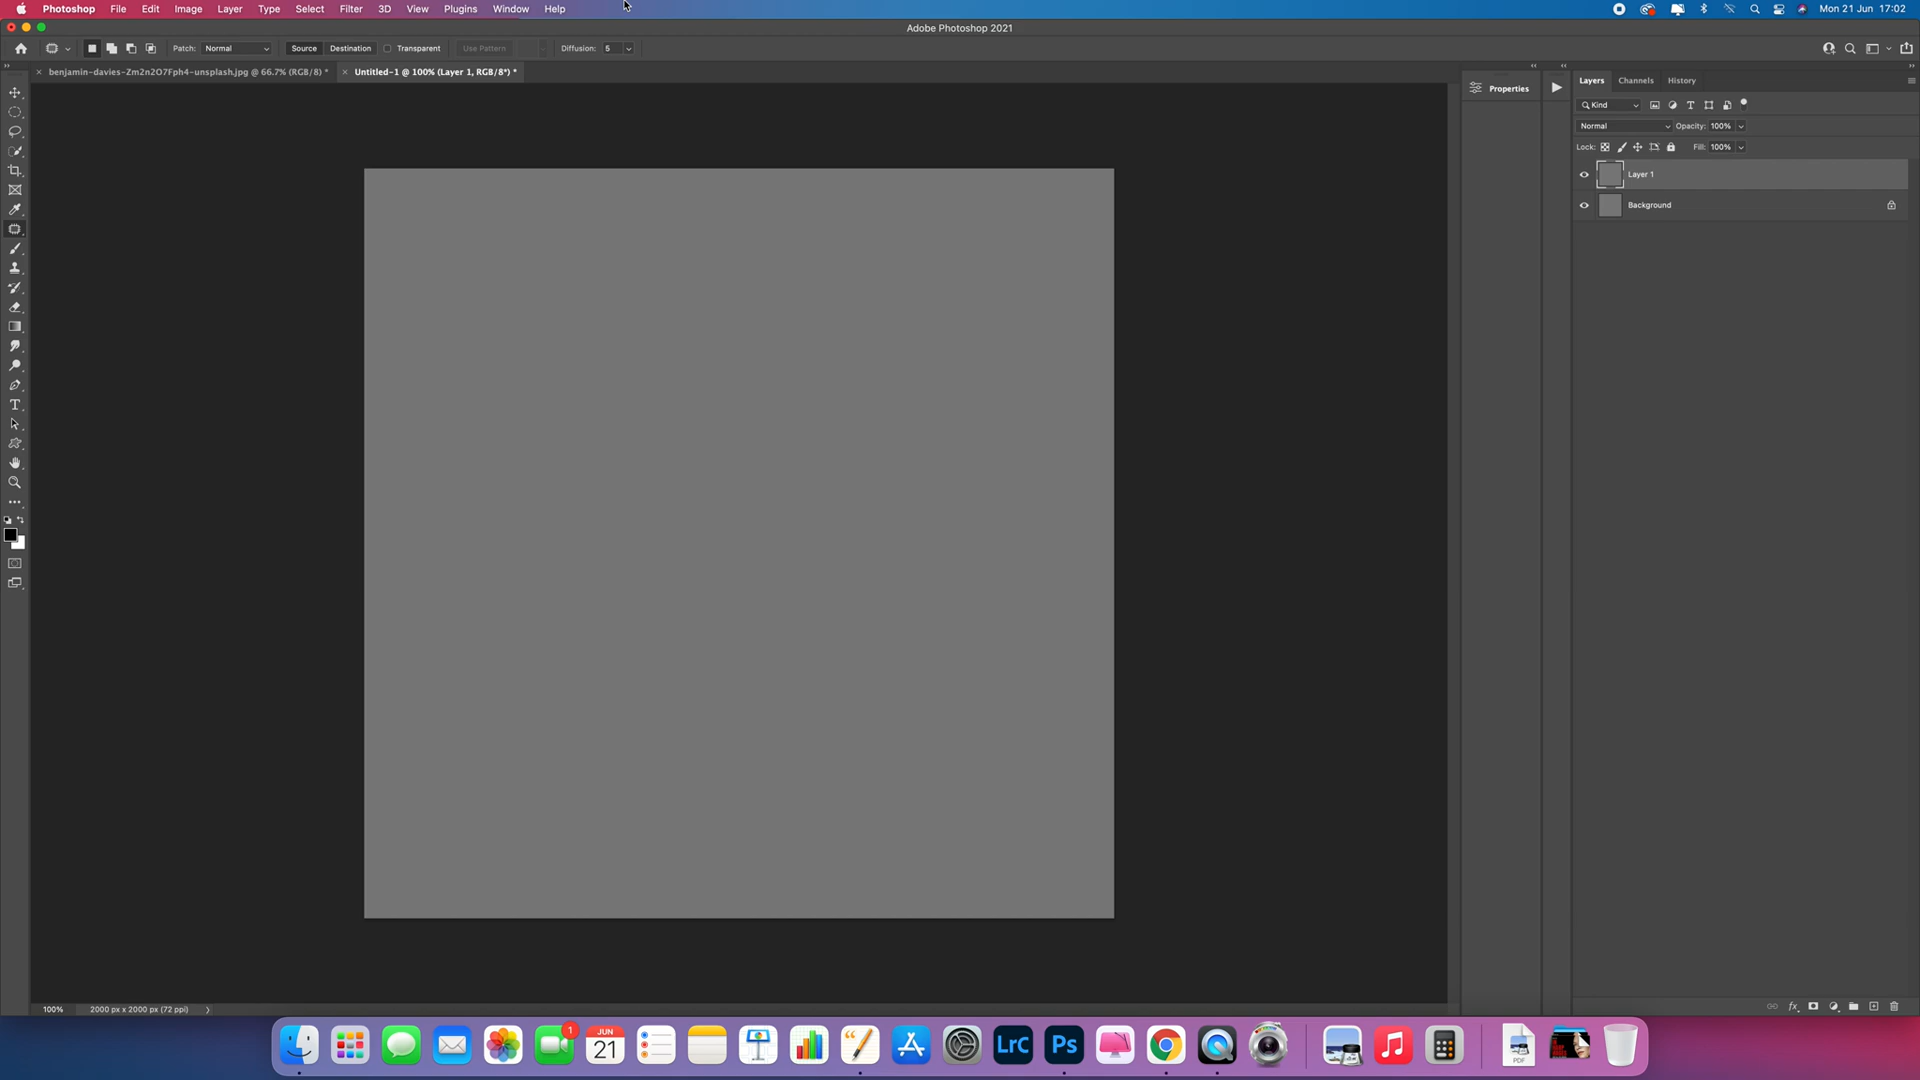 Photoshop File Edit Image Layer Type Select Filter 3D View Plugins Window Help Mon 21 Jun 17:02
Adobe Photoshop 2021
Patch: Normal Source Destination Transparent Use Pattern Diffusion: 5
benjamin-davies-Zm2n2O7Fph4-unsplash.jpg @ 66.7% (RGB/8) * Untitled-1 @ 100% (Layer 1, RGB/8*) *
Properties
Layers Channels History
Kind
Normal Opacity: 100%
Lock: Fill: 100%
Layer 1
Background
100% 2000 px x 2000 px (72 ppi)
fx
1
JUN
21
LrC
Ps
PDF